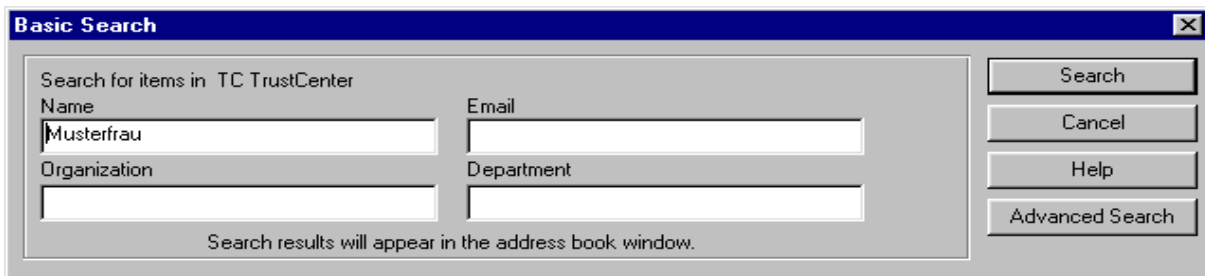 Basic Search
Search for items in TC TrustCenter
Name
Email
Musterfrau
Organization
Department
Search results will appear in the address book window.
Search
Cancel
Help
Advanced Search